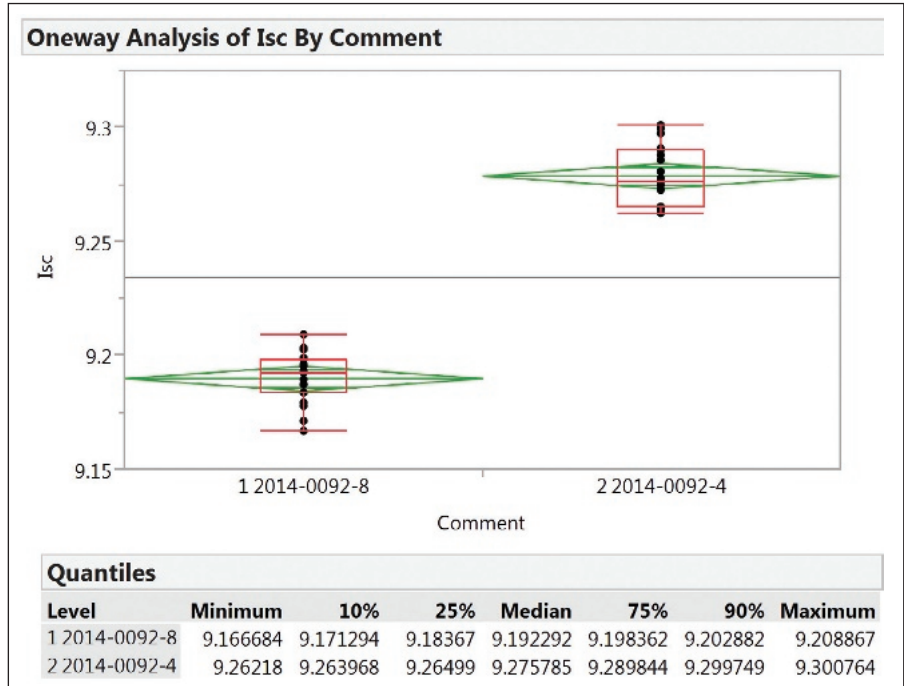 Oneway Analysis of Isc By Comment
9.3
9.25
Isc
9.2
9.15
1 2014-0092-8 2 2014-0092-4
Comment
Quantiles
Level Minimum 10% 25% Median 75% 90% Maximum
1 2014-0092-8 9.166684 9.171294 9.18367 9.192292 9.198362 9.202882 9.208867
2 2014-0092-4 9.26218 9.263968 9.26499 9.275785 9.289844 9.299749 9.300764